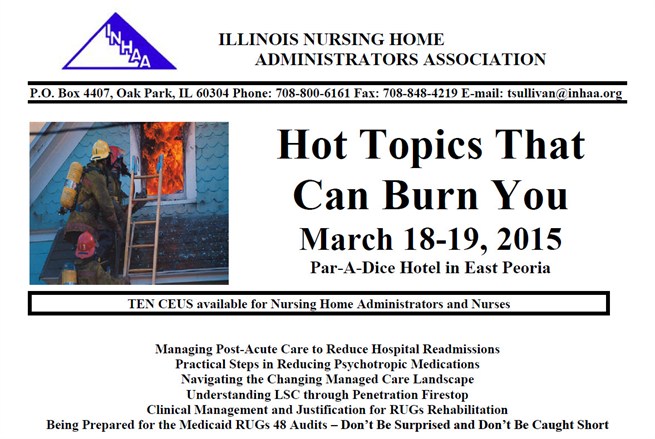 INHAA
ILLINOIS NURSING HOME
ADMINISTRATORS ASSOCIATION
P.O. Box 4407, Oak Park, IL 60304 Phone: 708-800-6161 Fax: 708-848-4219 E-mail: tsullivan@inhaa.org
Hot Topics That
Can Burn You
March 18-19, 2015
Par-A-Dice Hotel in East Peoria
TEN CEUS available for Nursing Home Administrators and Nurses
Managing Post-Acute Care to Reduce Hospital Readmissions
Practical Steps in Reducing Psychotropic Medications
Navigating the Changing Managed Care Landscape
Understanding LSC through Penetration Firestop
Clinical Management and Justification for RUGs Rehabilitation
Being Prepared for the Medicaid RUGs 48 Audits – Don't Be Surprised and Don't Be Caught Short